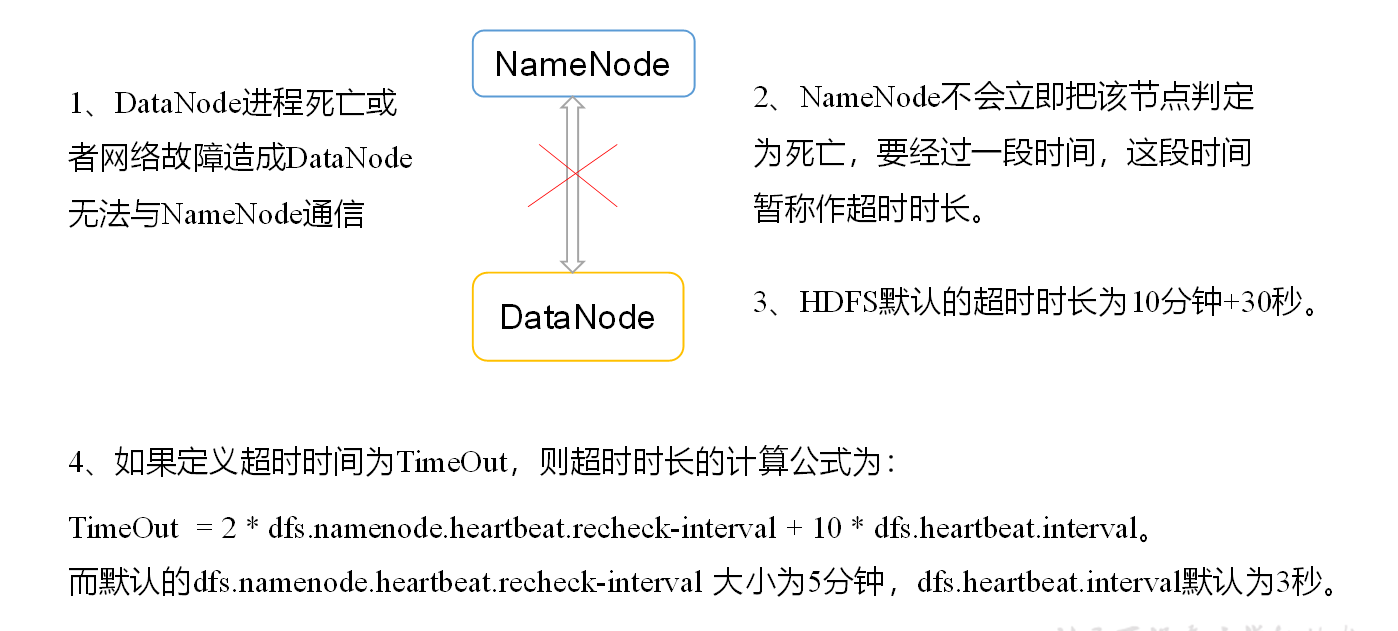 NameNode
1、DataNode进程死亡或
者网络故障造成DataNode
无法与NameNode通信
2、NameNode不会立即把该节点判定
为死亡，要经过一段时间，这段时间
暂称作超时时长。
DataNode
3、HDFS默认的超时时长为10分钟+30秒。
4、如果定义超时时间为TimeOut，则超时时长的计算公式为：
TimeOut = 2 * dfs.namenode.heartbeat.recheck-interval + 10 * dfs.heartbeat.interval。
而默认的dfs.namenode.heartbeat.recheck-interval 大小为5分钟，dfs.heartbeat.interval默认为3秒。